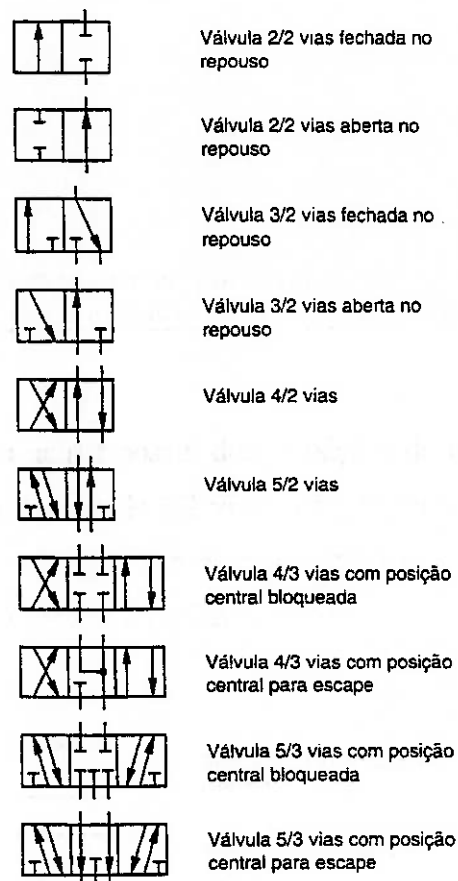 Válvula 2/2 vias fechada no
repouso
Válvula 2/2 vias aberta no
repouso
Válvula 3/2 vias fechada no
repouso
Válvula 3/2 vias aberta no
repouso
Válvula 4/2 vias
Válvula 5/2 vias
Válvula 4/3 vias com posição
central bloqueada
Válvula 4/3 vias com posição
central para escape
Válvula 5/3 vias com posição
central bloqueada
Válvula 5/3 vias com posição
central para escape